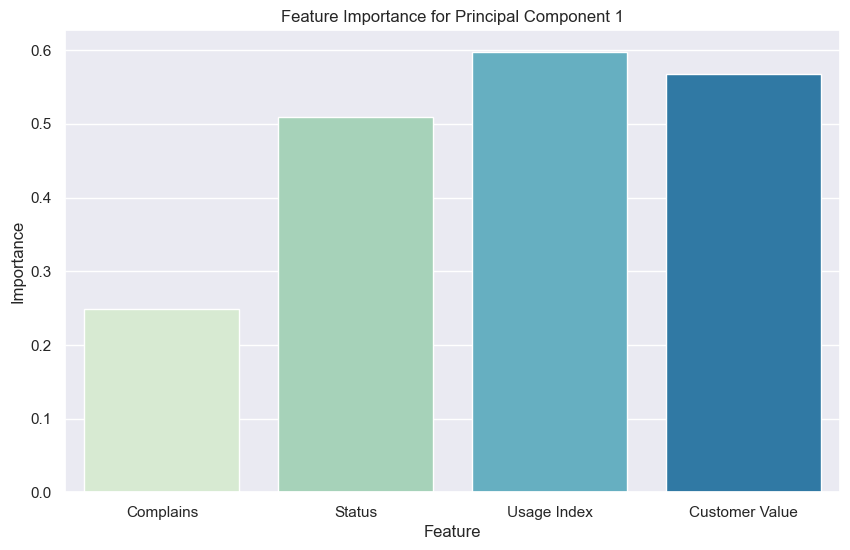 Feature Importance for Principal Component 1
0.6
0.5
0.4
0.3
0.2
0.1
0.0
Importance
Complains
Status
Usage Index
Customer Value
Feature